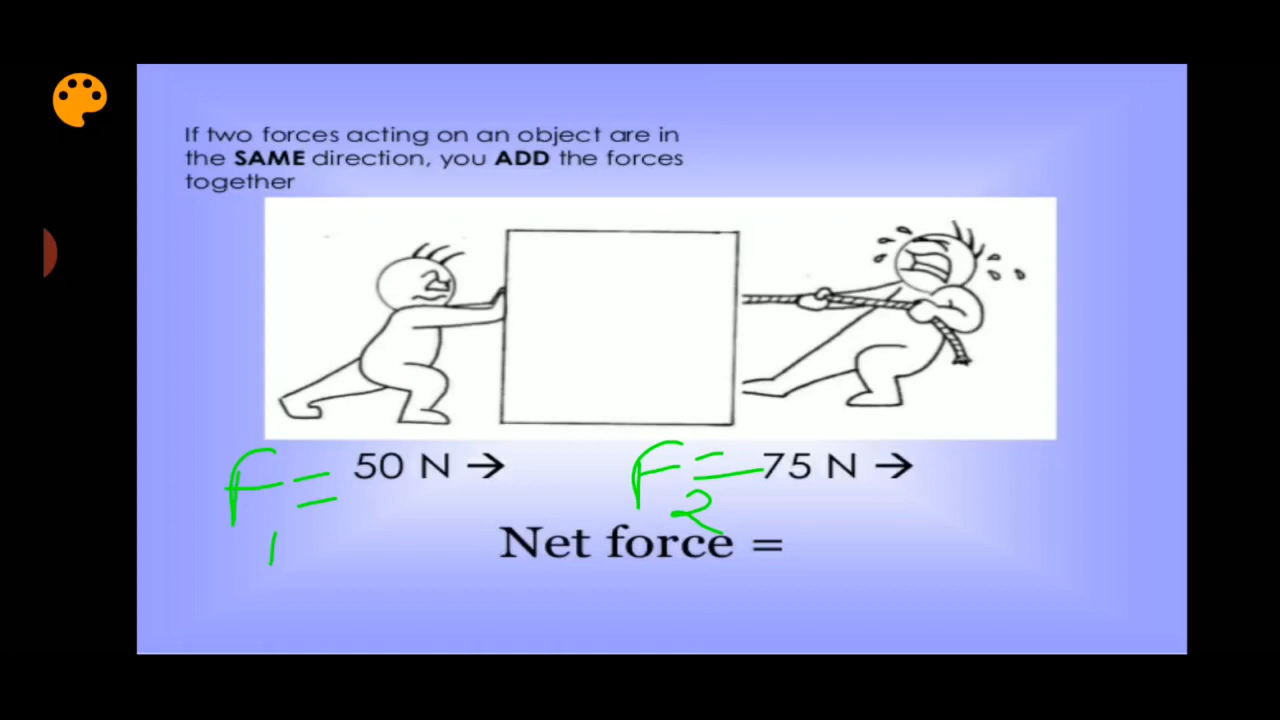 If two forces acting on an object are in
the SAME direction, you ADD the forces
together
F₁ = 50 N → F₂ = 75 N →
Net force =